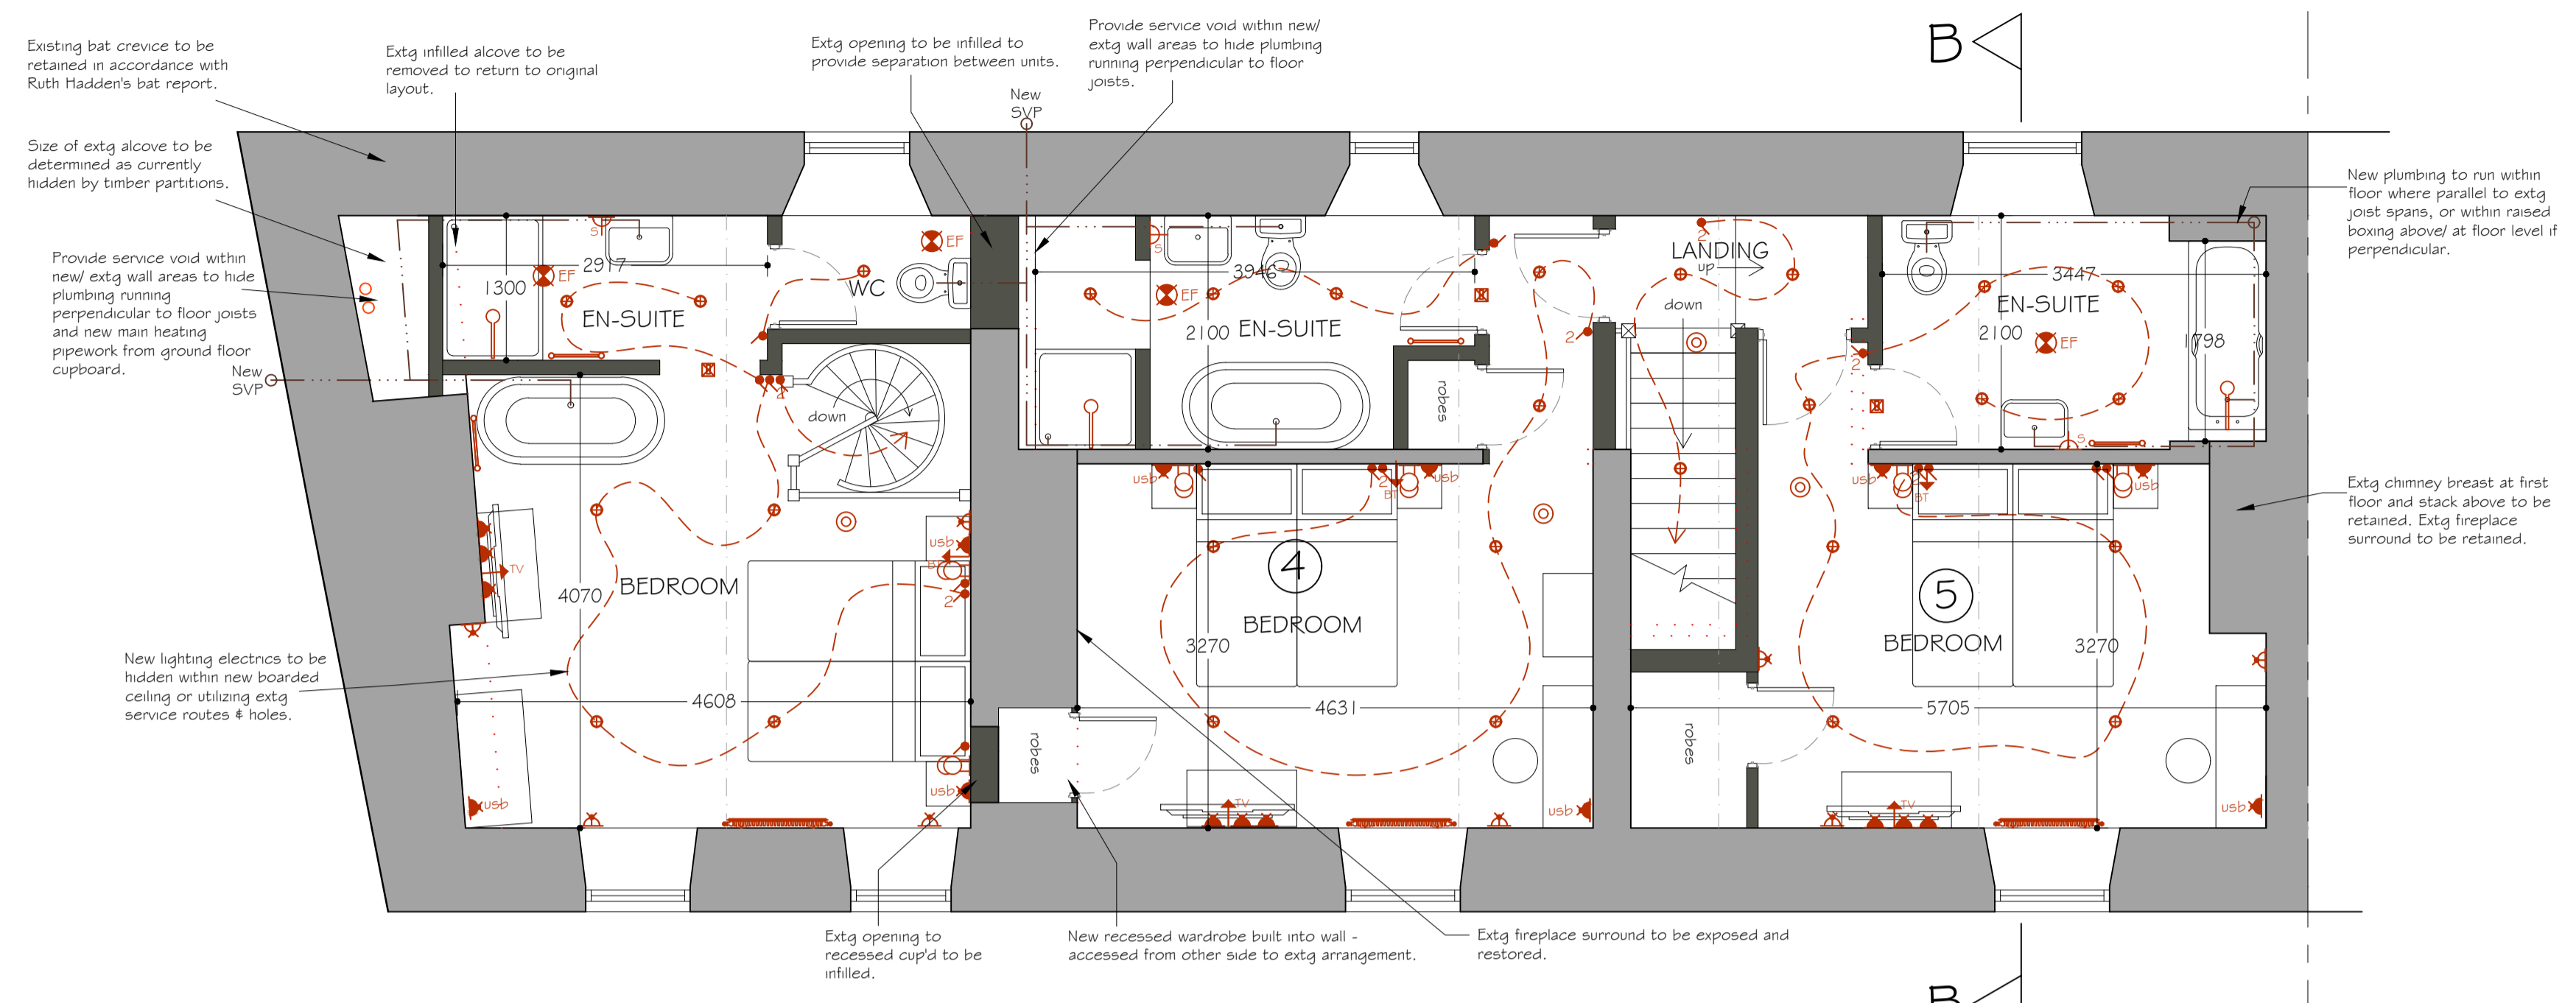 Existing bat crevice to be
retained in accordance with
Ruth Hadden's bat report.
Extg infilled alcove to be
removed to return to original
layout.
Extg opening to be infilled to
provide separation between units.
Provide service void within new/
extg wall areas to hide plumbing
running perpendicular to floor
joists.
B
New
SVP
Size of extg alcove to be
determined as currently
hidden by timber partitions.
New plumbing to run within
floor where parallel to extg
joist spans, or within raised
boxing above/ at floor level if
perpendicular.
Provide service void within
new/ extg wall areas to hide
plumbing running
perpendicular to floor joists
and new main heating
pipework from ground floor
cupboard.
New
SVP
S
2917
EF
1300
EN-SUITE
EF
WC
down
S
3946
EF
2100
EN-SUITE
robes
2
LANDING
up
down
2
2
3447
EN-SUITE
2100
EF
1798
S
2
2
TV
4070
BEDROOM
usb
BT
2
4608
usb
usb
usb
2
BT
usb
4
BEDROOM
3270
4631
robes
TV
usb
usb
2
BT
usb
5
BEDROOM
3270
5705
robes
TV
usb
Extg chimney breast at first
floor and stack above to be
retained. Extg fireplace
surround to be retained.
New lighting electrics to be
hidden within new boarded
ceiling or utilizing extg
service routes & holes.
Extg opening to
recessed cup'd to be
infilled.
New recessed wardrobe built into wall -
accessed from other side to extg arrangement.
Extg fireplace surround to be exposed and
restored.
B